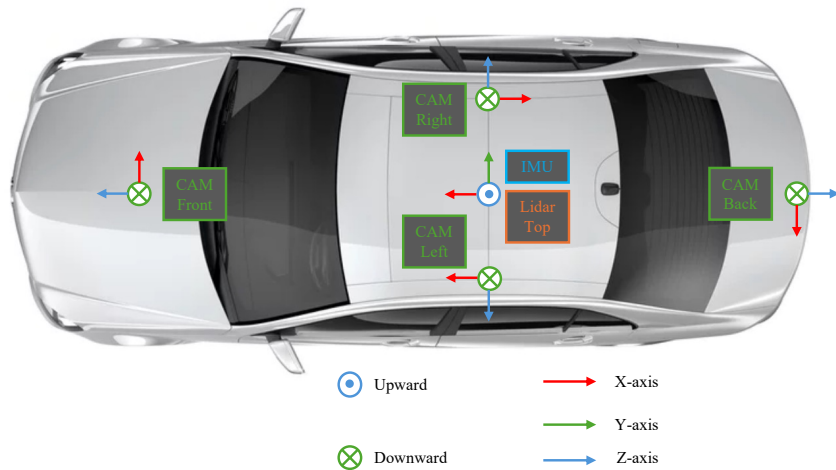 CAM
Right
IMU
CAM
Front
Lidar
Top
CAM
Back
CAM
Left
Upward
X-axis
Y-axis
Downward
Z-axis